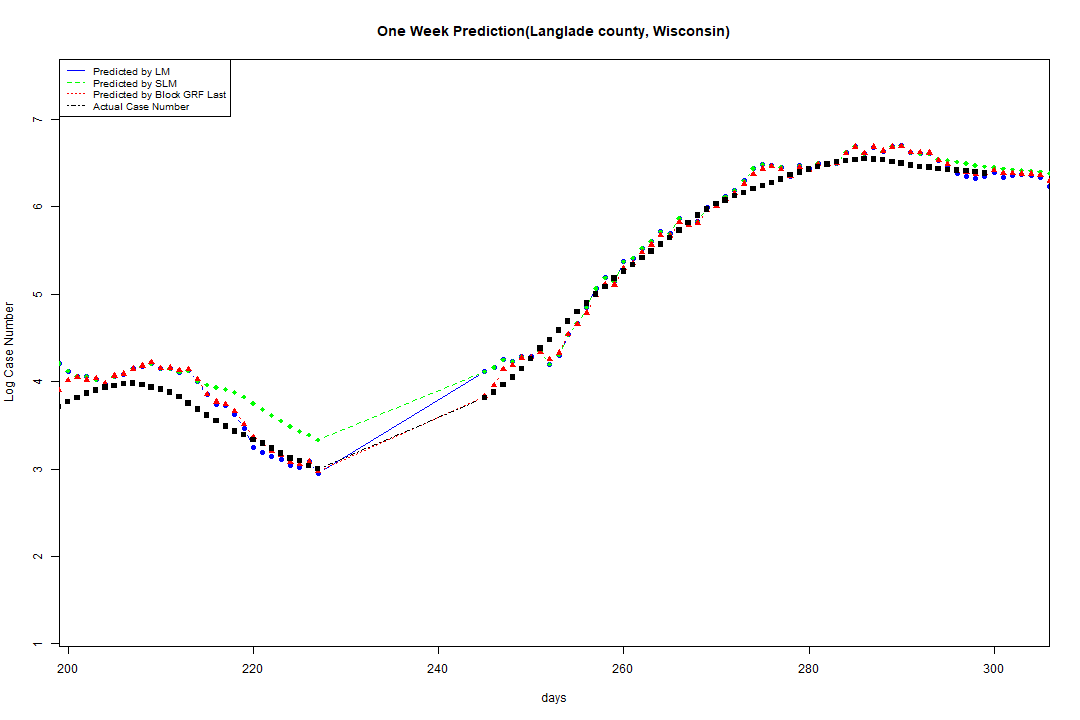 One Week Prediction(Langlade county, Wisconsin)
Predicted by LM
Predicted by SLM
Predicted by Block GRF Last
Actual Case Number
7
6
5
4
3
2
1
Log Case Number
200 220 240 260 280 300
days